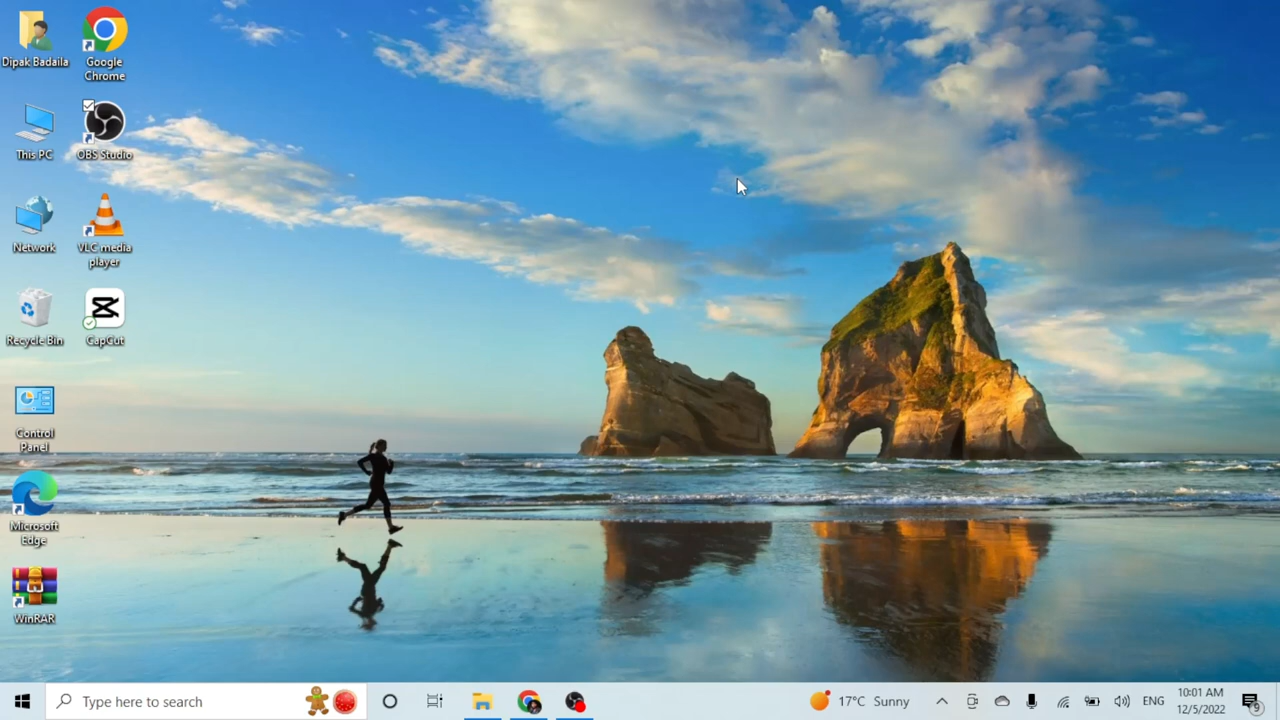 Dipak Badaila
Google
Chrome
This PC
OBS Studio
Network
VLC media
player
Recycle Bin
CapCut
Control
Panel
Microsoft
Edge
WinRAR
Type here to search
17°C Sunny
ENG
10:01 AM
12/5/2022
9